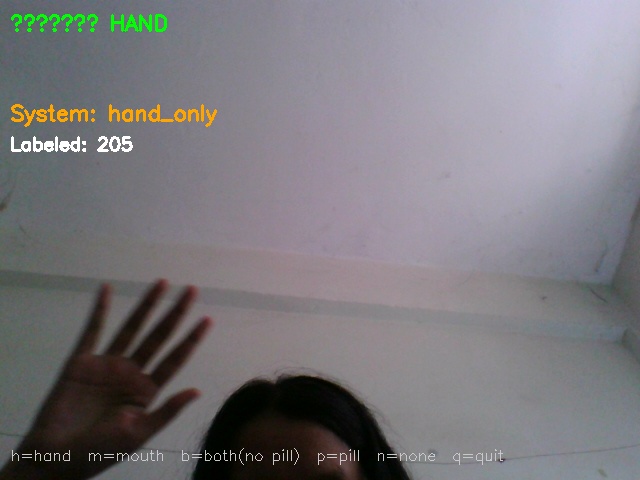 ??????? HAND
System: hand_only
Labeled: 205
h=hand m=mouth b=both(no pill) p=pill n=none q=quit